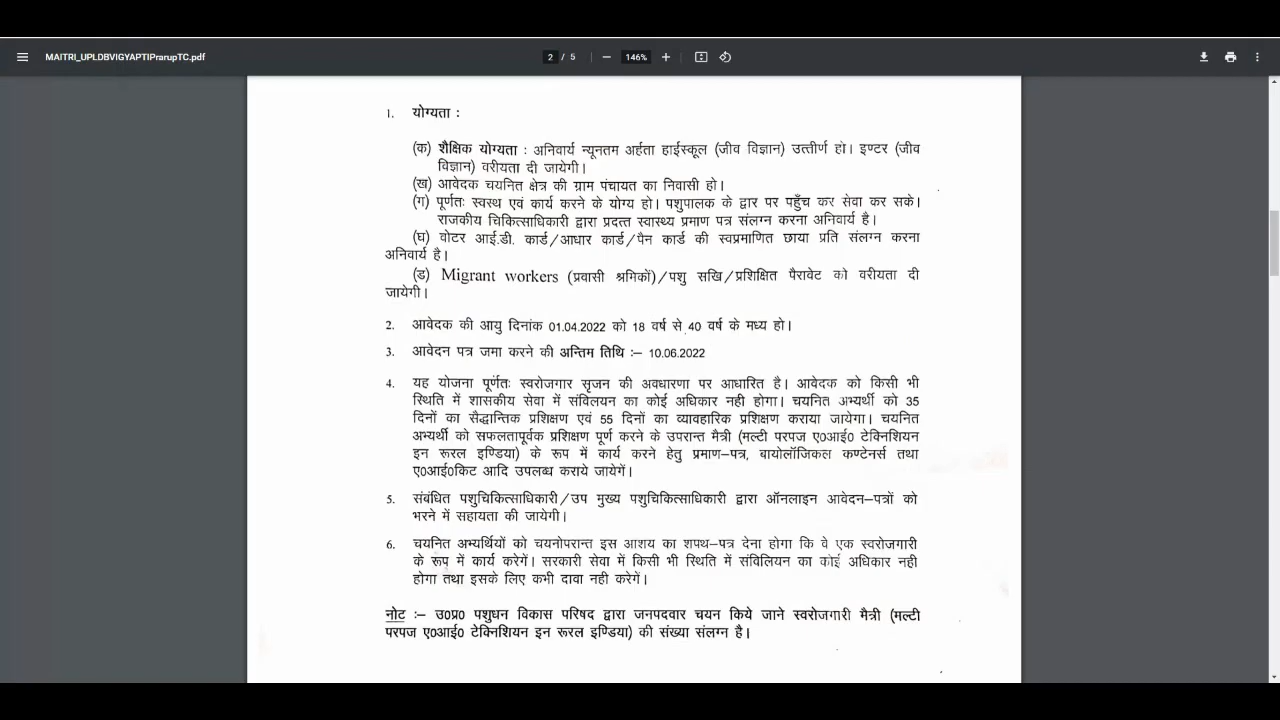 MAITRI_UPLDBVIGYAPTIPrarupTC.pdf
2 / 5
146%
1. योग्यता :
(क) शैक्षिक योग्यता : अनिवार्य न्यूनतम अर्हता हाईस्कूल (जीव विज्ञान) उत्तीर्ण हो। इण्टर (जीव
विज्ञान) वरीयता दी जायेगी।
(ख) आवेदक चयनित क्षेत्र की ग्राम पंचायत का निवासी हो।
(ग) पूर्णतः स्वस्थ एवं कार्य करने के योग्य हो। पशुपालक के द्वार पर पहुँच कर सेवा कर सके।
राजकीय चिकित्साधिकारी द्वारा प्रदत्त स्वास्थ्य प्रमाण पत्र संलग्न करना अनिवार्य है।
(घ) वोटर आई.डी. कार्ड/आधार कार्ड/पैन कार्ड की स्वप्रमाणित छाया प्रति संलग्न करना
अनिवार्य है।
(ड़) Migrant workers (प्रवासी श्रमिकों)/पशु सखि/प्रशिक्षित पैरावेट को वरीयता दी
जायेगी।
2. आवेदक की आयु दिनांक 01.04.2022 को 18 वर्ष से 40 वर्ष के मध्य हो।
3. आवेदन पत्र जमा करने की अन्तिम तिथि :– 10.06.2022
4. यह योजना पूर्णतः स्वरोजगार सृजन की अवधारणा पर आधारित है। आवेदक को किसी भी
स्थिति में शासकीय सेवा में संविलयन का कोई अधिकार नही होगा। चयनित अभ्यर्थी को 35
दिनों का सैद्धान्तिक प्रशिक्षण एवं 55 दिनों का व्यावहारिक प्रशिक्षण कराया जायेगा। चयनित
अभ्यर्थी को सफलतापूर्वक प्रशिक्षण पूर्ण करने के उपरान्त मैत्री (मल्टी परपज ए०आई० टेक्निशियन
इन रूरल इण्डिया) के रूप में कार्य करने हेतु प्रमाण–पत्र, बायोलॉजिकल कण्टेनर्स तथा
ए०आई०किट आदि उपलब्ध कराये जायेगें।
5. संबंधित पशुचिकित्साधिकारी/उप मुख्य पशुचिकित्साधिकारी द्वारा ऑनलाइन आवेदन–पत्रों को
भरने में सहायता की जायेगी।
6. चयनित अभ्यर्थियों को चयनोपरान्त इस आशय का शपथ–पत्र देना होगा कि वे एक स्वरोजगारी
के रूप में कार्य करेगें। सरकारी सेवा में किसी भी स्थिति में संविलियन का कोई अधिकार नही
होगा तथा इसके लिए कभी दावा नही करेगें।
नोट :– उ०प्र० पशुधन विकास परिषद द्वारा जनपदवार चयन किये जाने स्वरोजगारी मैत्री (मल्टी
परपज ए०आई० टेक्निशियन इन रूरल इण्डिया) की संख्या संलग्न है।